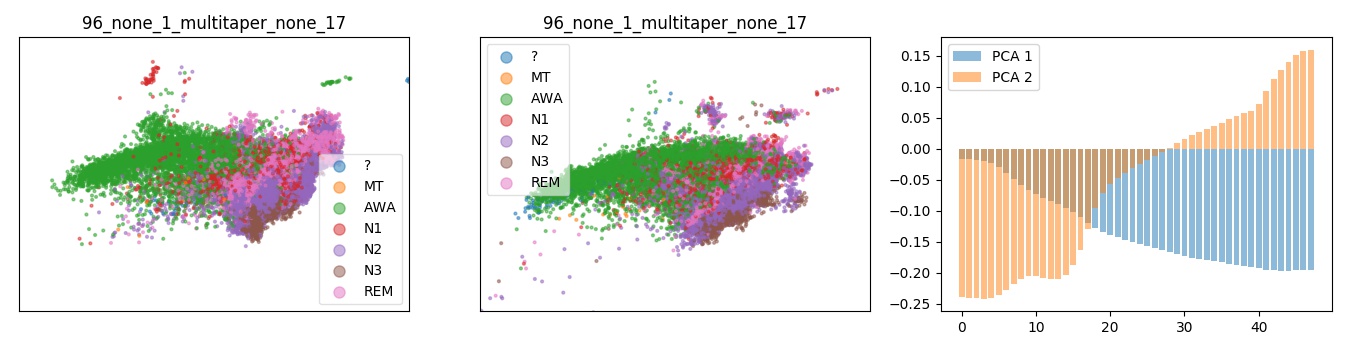 96_none_1_multitaper_none_17
?
MT
AWA
N1
N2
N3
REM
96_none_1_multitaper_none_17
?
MT
AWA
N1
N2
N3
REM
PCA 1
PCA 2
0.15
0.10
0.05
0.00
−0.05
−0.10
−0.15
−0.20
−0.25
0 10 20 30 40